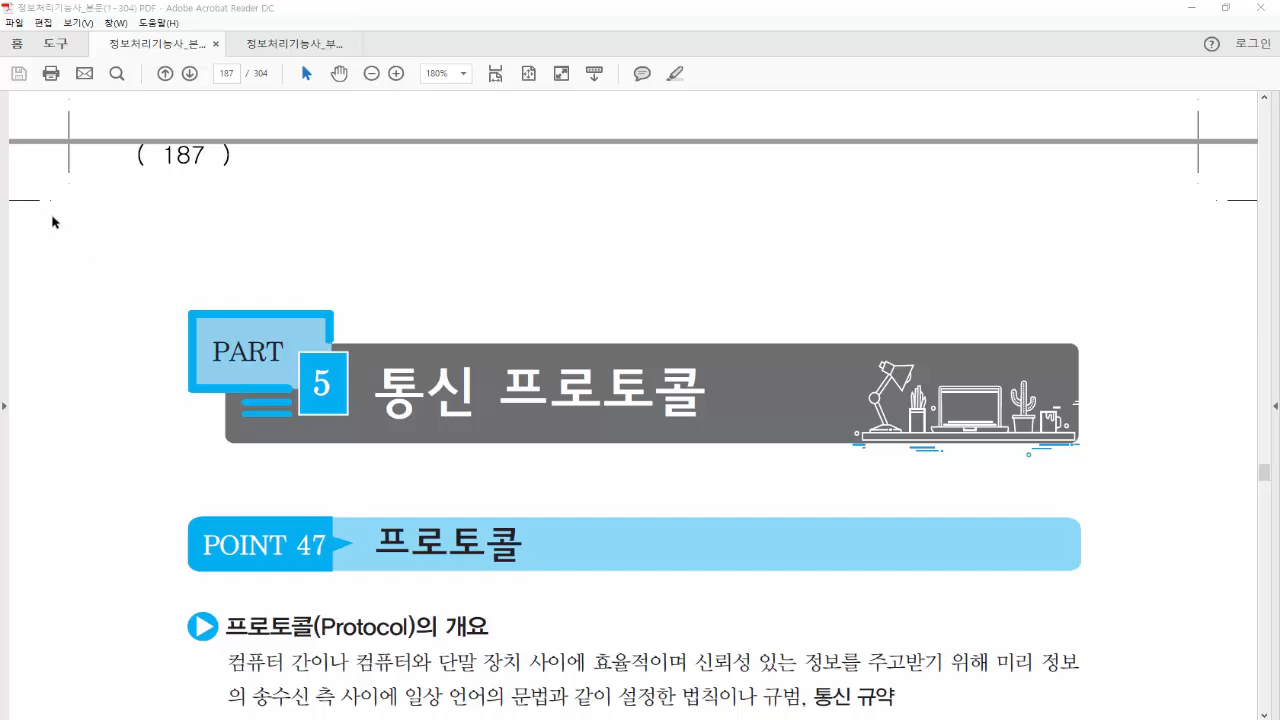 정보처리기능사_본문(1-304) PDF - Adobe Acrobat Reader DC
파일 편집 보기(V) 창(W) 도움말(H)
홈 도구 정보처리기능사_본... × 정보처리기능사_부... 로그인
187 / 304 180%
( 187 )
PART
5 통신 프로토콜
POINT 47 프로토콜
프로토콜(Protocol)의 개요
컴퓨터 간이나 컴퓨터와 단말 장치 사이에 효율적이며 신뢰성 있는 정보를 주고받기 위해 미리 정보
의 송수신 측 사이에 일상 언어의 문법과 같이 설정한 법칙이나 규범, 통신 규약